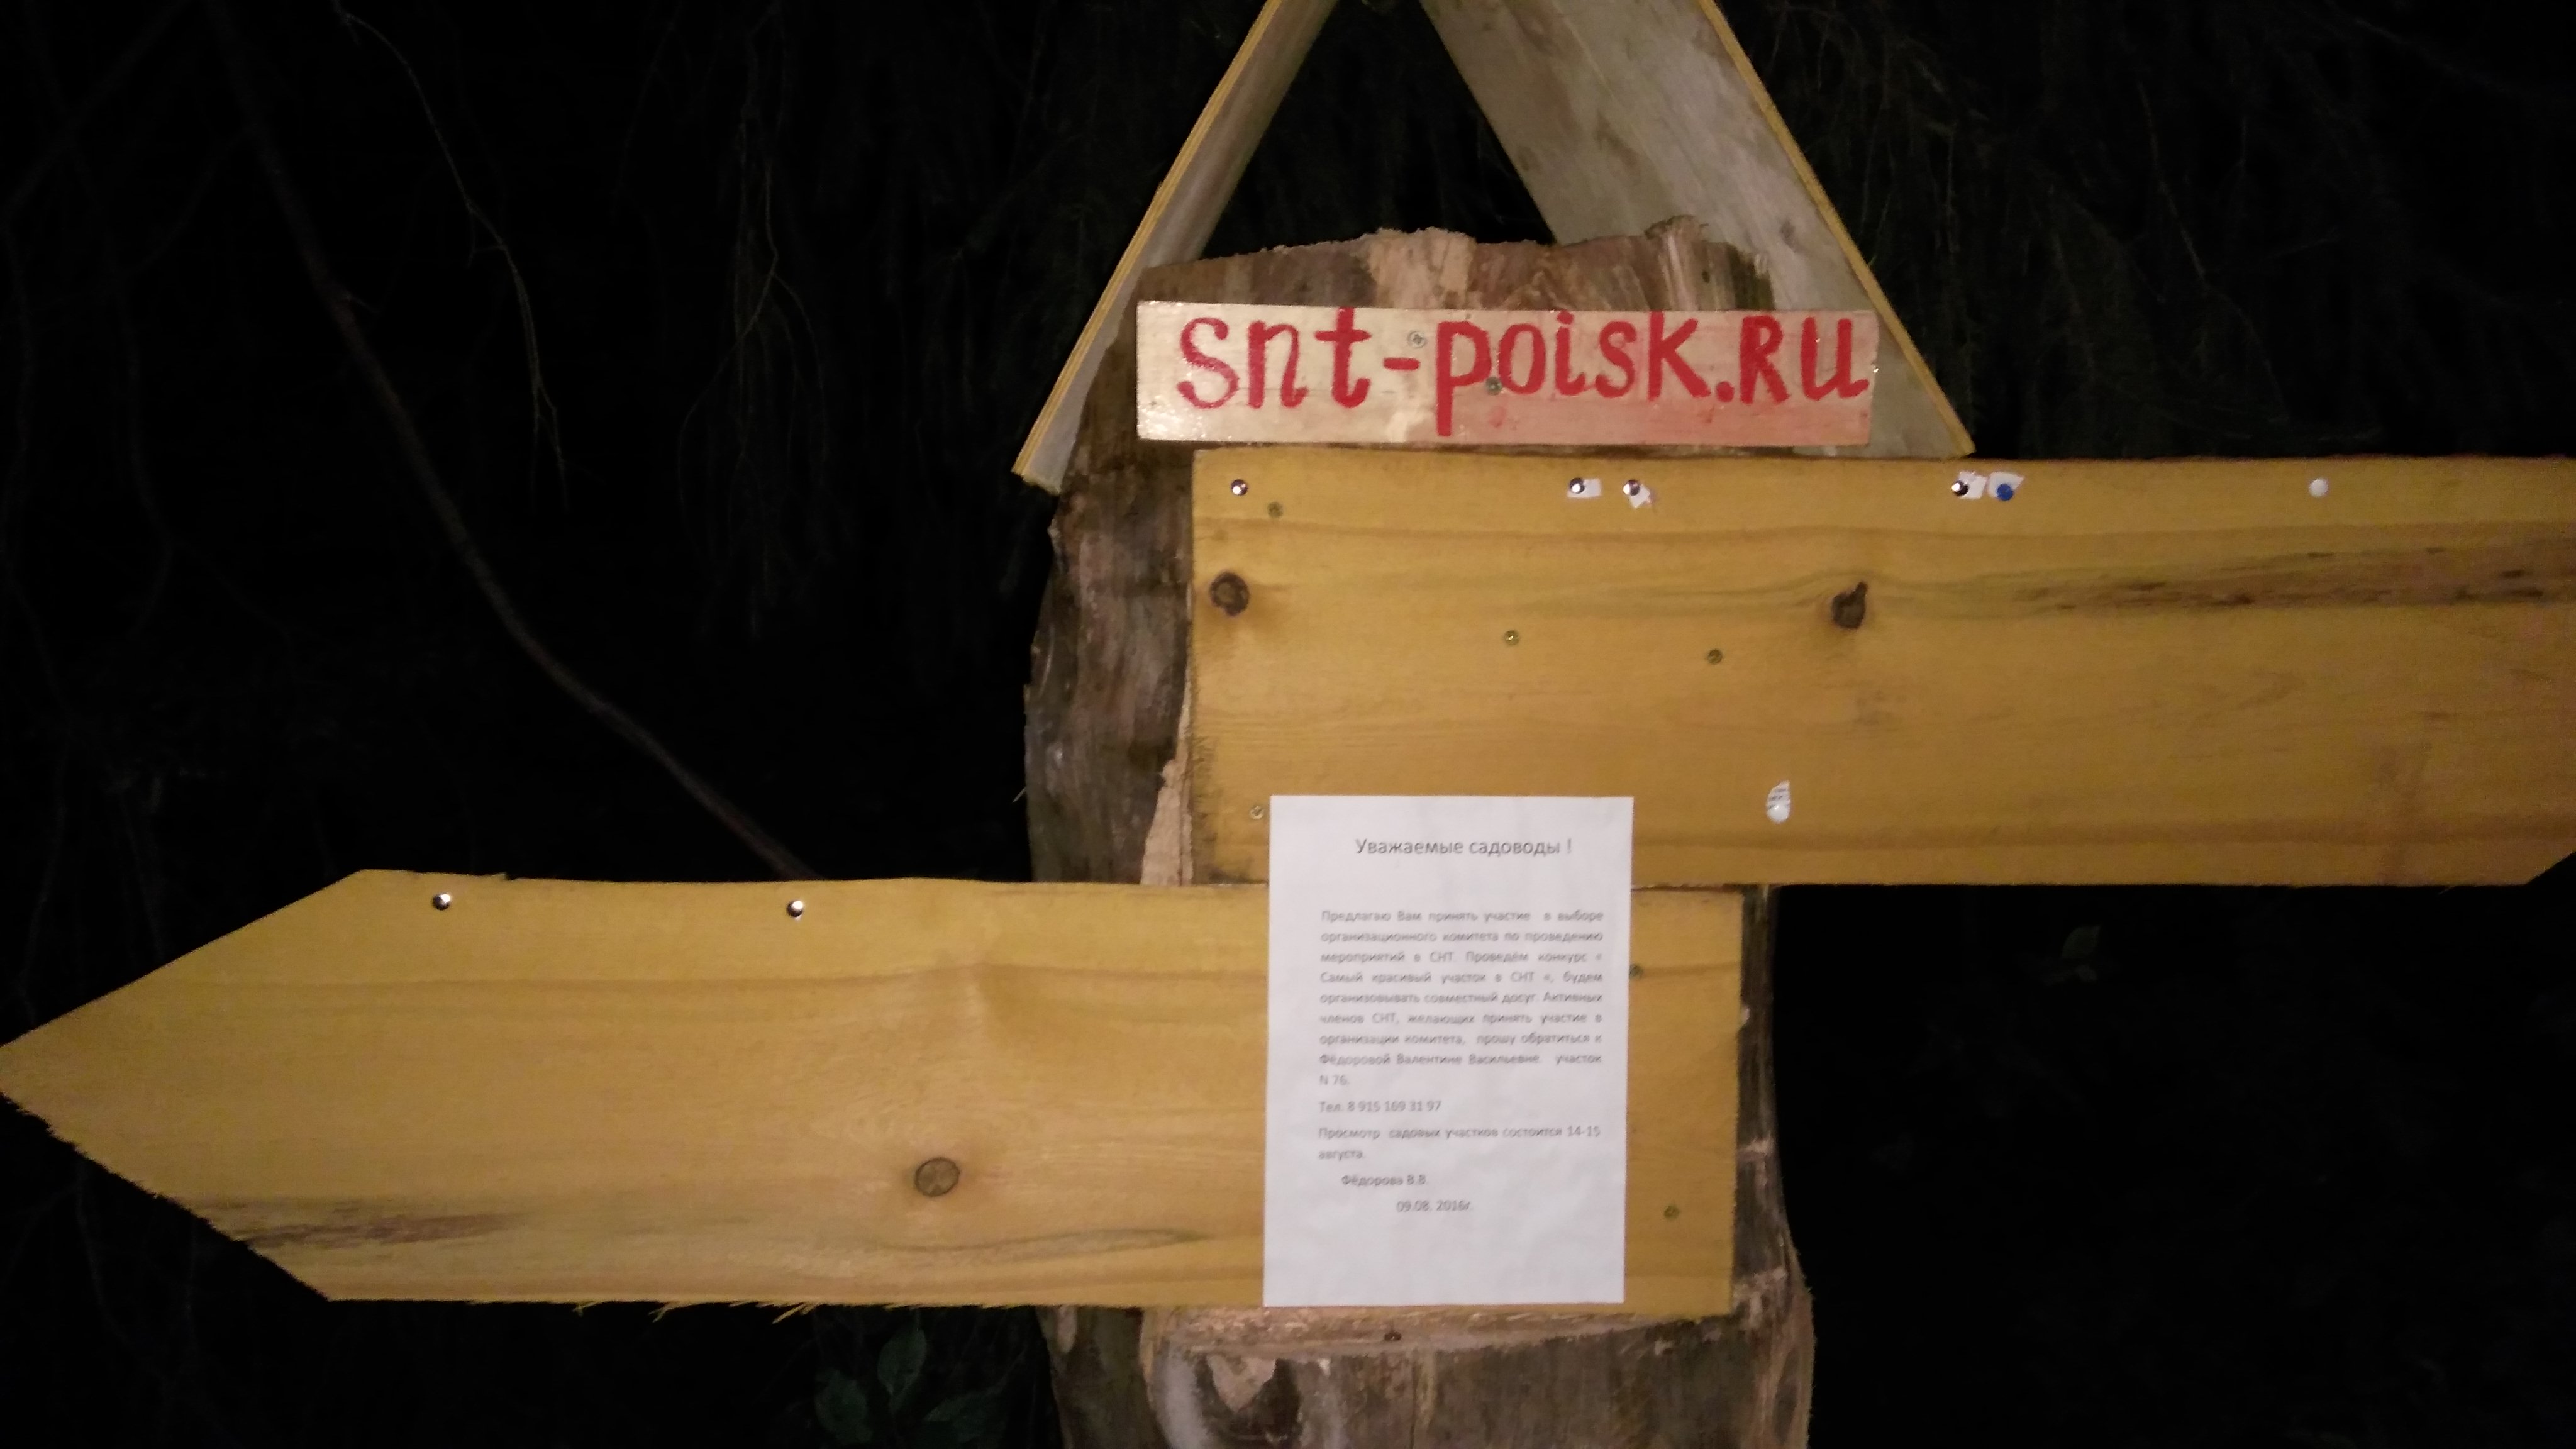 snt-poisk.Ru
Уважаемые садоводы !
Предлагаю Вам принять участие в выборе
организационного комитета по проведению
мероприятий в СНТ. Проведём конкурс «
Самый красивый участок в СНТ «, будем
организовывать совместный досуг. Активных
членов СНТ, желающих принять участие в
организации комитета, прошу обратиться к
Фёдоровой Валентине Васильевне. участок
N 76.
Тел. 8 915 169 31 97
Просмотр садовых участков состоится 14-15
августа.
Фёдорова В.В.
09.08. 2016г.